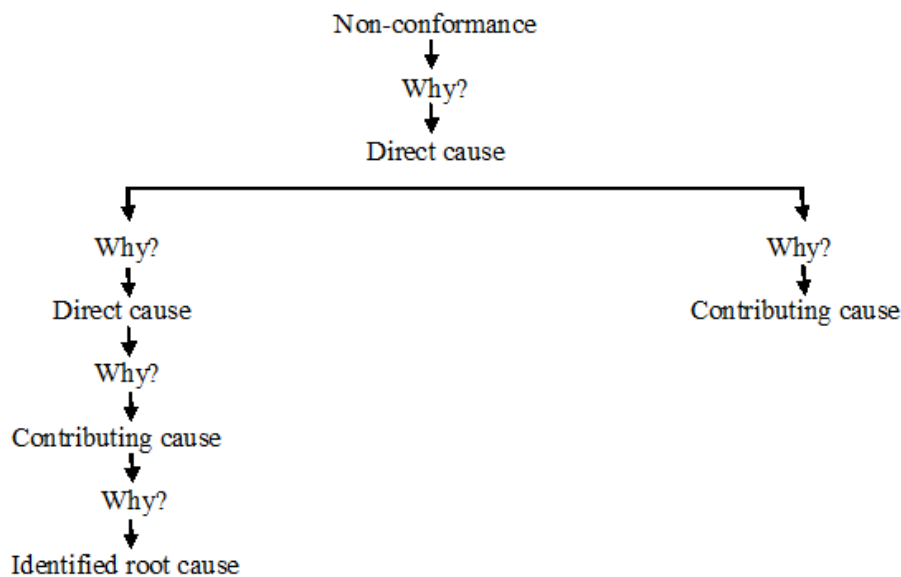 Non-conformance
Why?
Direct cause
Why?
Why?
Direct cause
Contributing cause
Why?
Contributing cause
Why?
Identified root cause